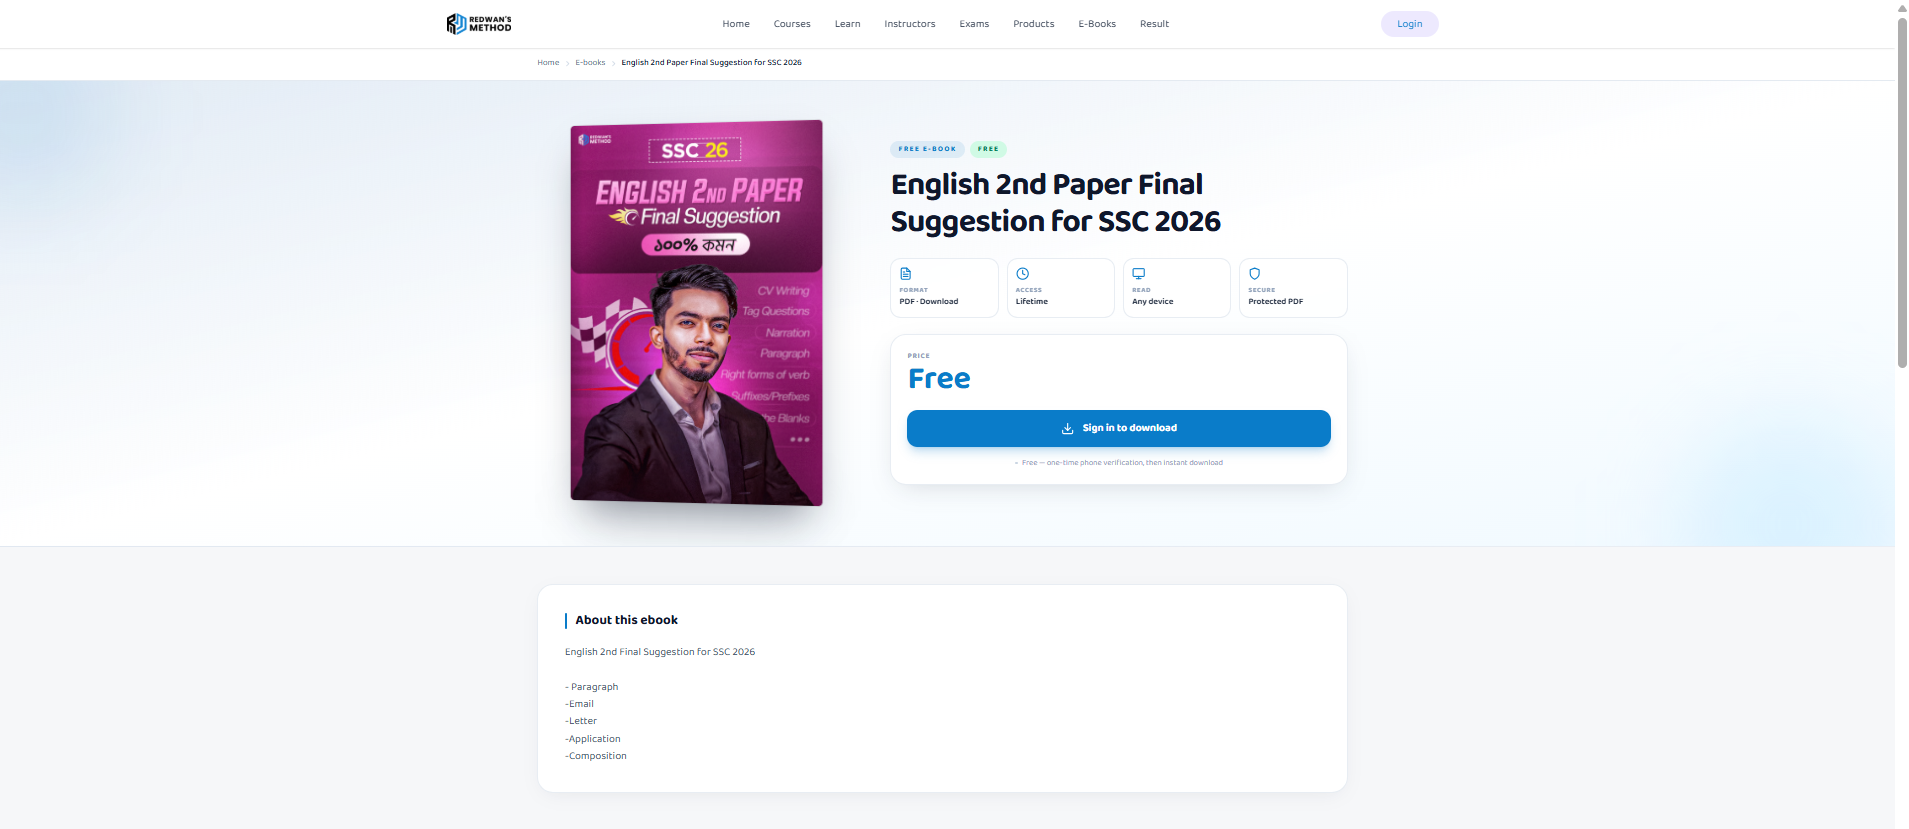 REDWAN'S
METHOD
Home
Courses
Learn
Instructors
Exams
Products
E-Books
Result
Login
Home
E-books
English 2nd Paper Final Suggestion for SSC 2026
REDWAN'S
METHOD
SSC 26
ENGLISH 2ND PAPER
Final Suggestion
১০০% কমন
CV Writing
Tag Questions
Narration
Paragraph
Right forms of verb
Suffixes/Prefixes
the Blanks
FREE E-BOOK
FREE
English 2nd Paper Final
Suggestion for SSC 2026
FORMAT
PDF · Download
ACCESS
Lifetime
READ
Any device
SECURE
Protected PDF
PRICE
Free
Sign in to download
Free — one-time phone verification, then instant download
About this ebook
English 2nd Final Suggestion for SSC 2026
- Paragraph
-Email
-Letter
-Application
-Composition